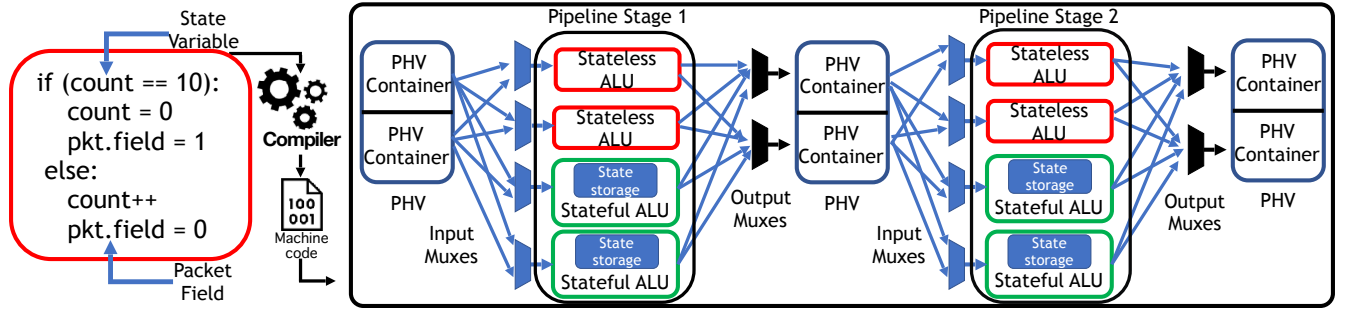 State
Variable
if (count == 10):
count = 0
pkt.field = 1
else:
count++
pkt.field = 0
Packet
Field
Compiler
100
001
Machine
code
Pipeline Stage 1
PHV
Container
PHV
Container
PHV
Input
Muxes
Stateless
ALU
Stateless
ALU
State
storage
Stateful ALU
State
storage
Stateful ALU
Output
Muxes
PHV
Container
PHV
Container
PHV
Pipeline Stage 2
Input
Muxes
Stateless
ALU
Stateless
ALU
State
storage
Stateful ALU
State
storage
Stateful ALU
Output
Muxes
PHV
Container
PHV
Container
PHV